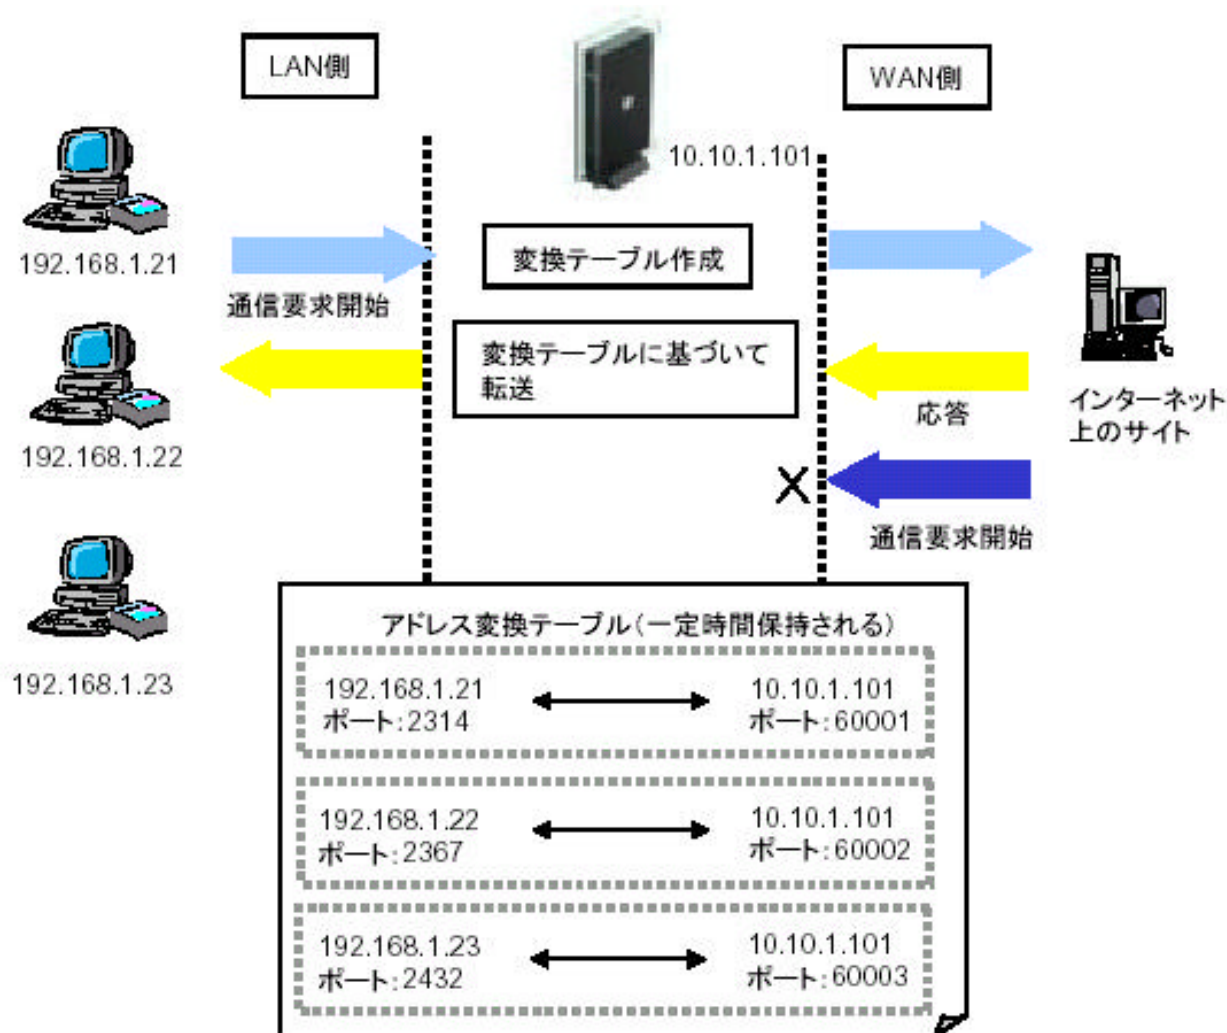 LAN側
WAN側
10.10.1.101
192.168.1.21
通信要求開始
変換テーブル作成
変換テーブルに基づいて
転送
192.168.1.22
応答
インターネット
上のサイト
通信要求開始
192.168.1.23
アドレス変換テーブル(一定時間保持される)
192.168.1.21
ポート:2314
10.10.1.101
ポート:60001
192.168.1.22
ポート:2367
10.10.1.101
ポート:60002
192.168.1.23
ポート:2432
10.10.1.101
ポート:60003